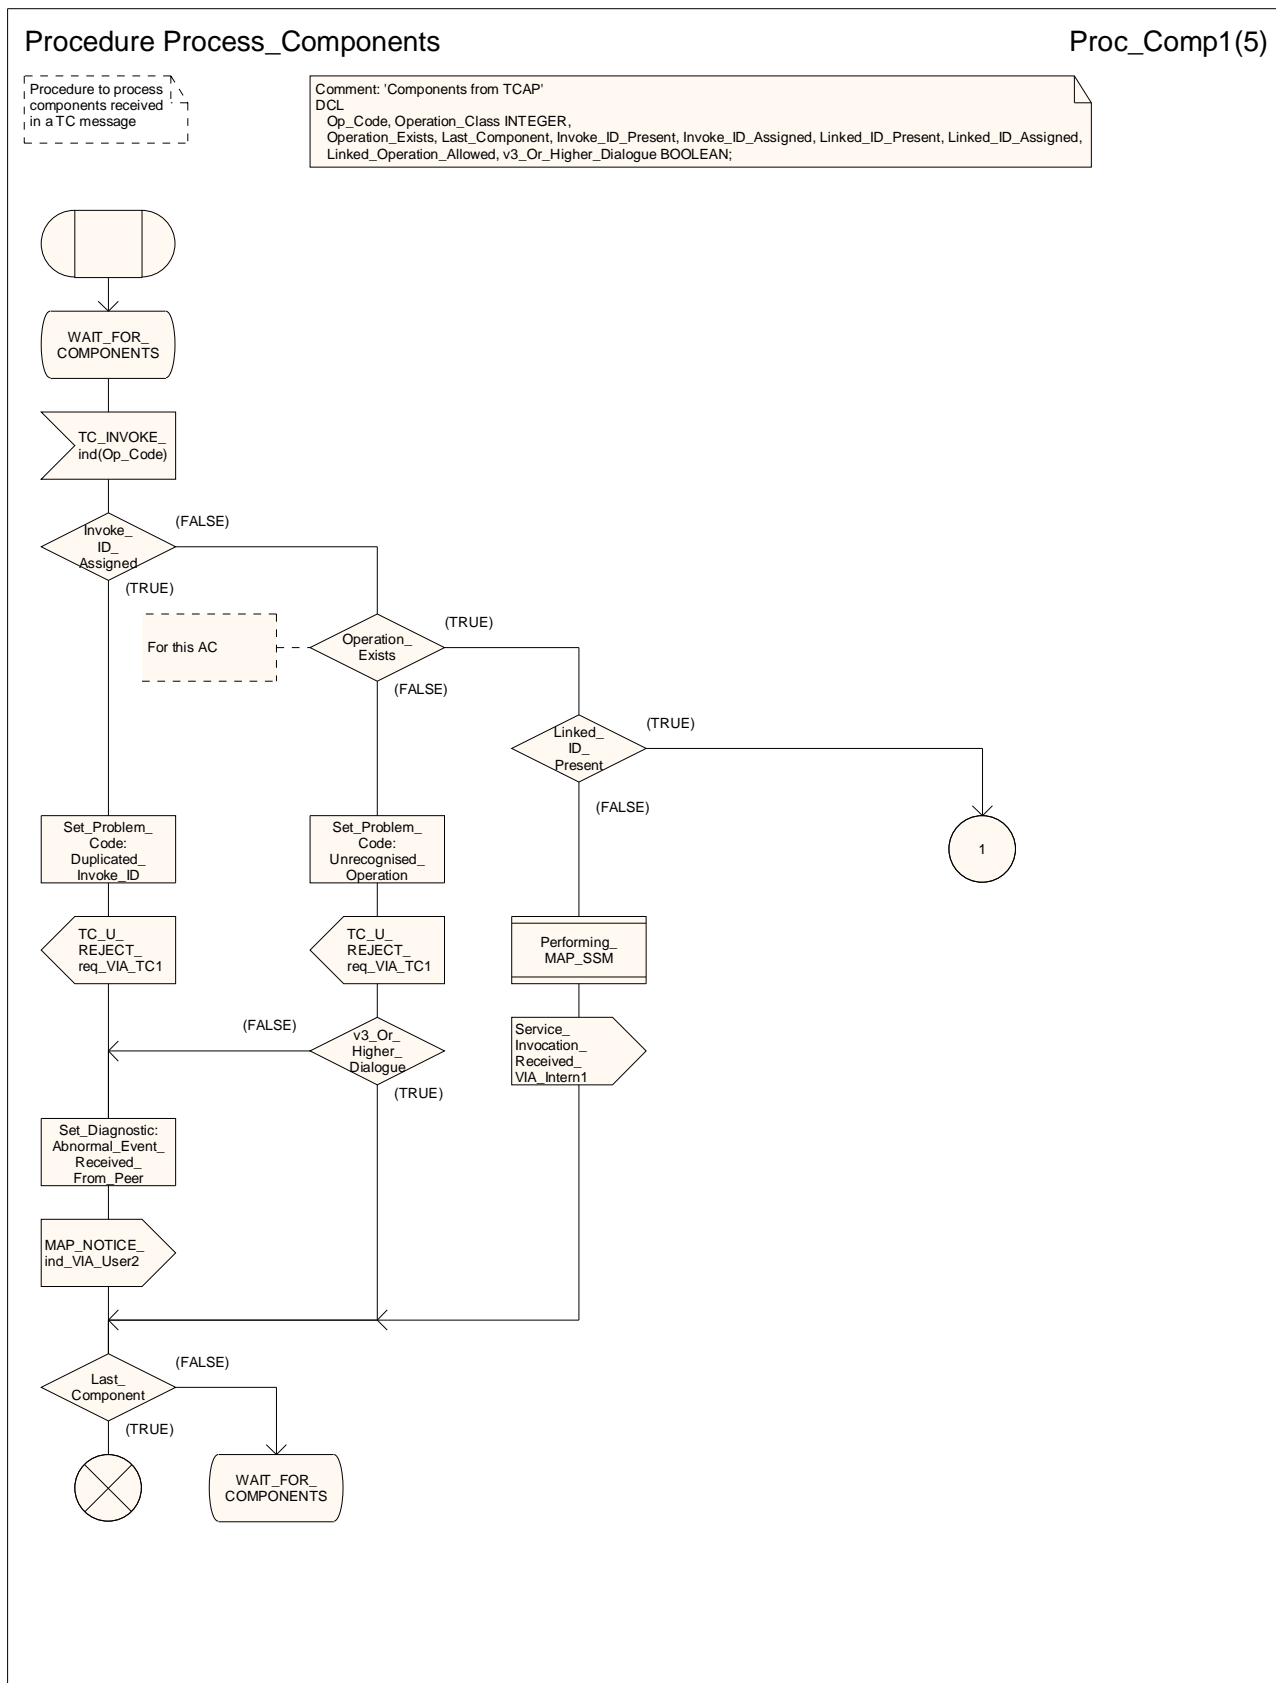 Procedure Process_Components
Proc_Comp1(5)
Procedure to process
components received
in a TC message
Comment: 'Components from TCAP'
DCL
Op_Code, Operation_Class INTEGER,
Operation_Exists, Last_Component, Invoke_ID_Present, Invoke_ID_Assigned, Linked_ID_Present, Linked_ID_Assigned,
Linked_Operation_Allowed, v3_Or_Higher_Dialogue BOOLEAN;
WAIT_FOR_
COMPONENTS
TC_INVOKE_
ind(Op_Code)
Invoke_
ID_
Assigned
(FALSE)
(TRUE)
For this AC
Operation_
Exists
(TRUE)
(FALSE)
Linked_
ID_
Present
(TRUE)
(FALSE)
1
Set_Problem_
Code:
Duplicated_
Invoke_ID
Set_Problem_
Code:
Unrecognised_
Operation
TC_U_
REJECT_
req_VIA_TC1
TC_U_
REJECT_
req_VIA_TC1
Performing_
MAP_SSM
(FALSE)
v3_Or_
Higher_
Dialogue
(TRUE)
Service_
Invocation_
Received_
VIA_Intern1
Set_Diagnostic:
Abnormal_Event_
Received_
From_Peer
MAP_NOTICE_
ind_VIA_User2
Last_
Component
(FALSE)
(TRUE)
WAIT_FOR_
COMPONENTS